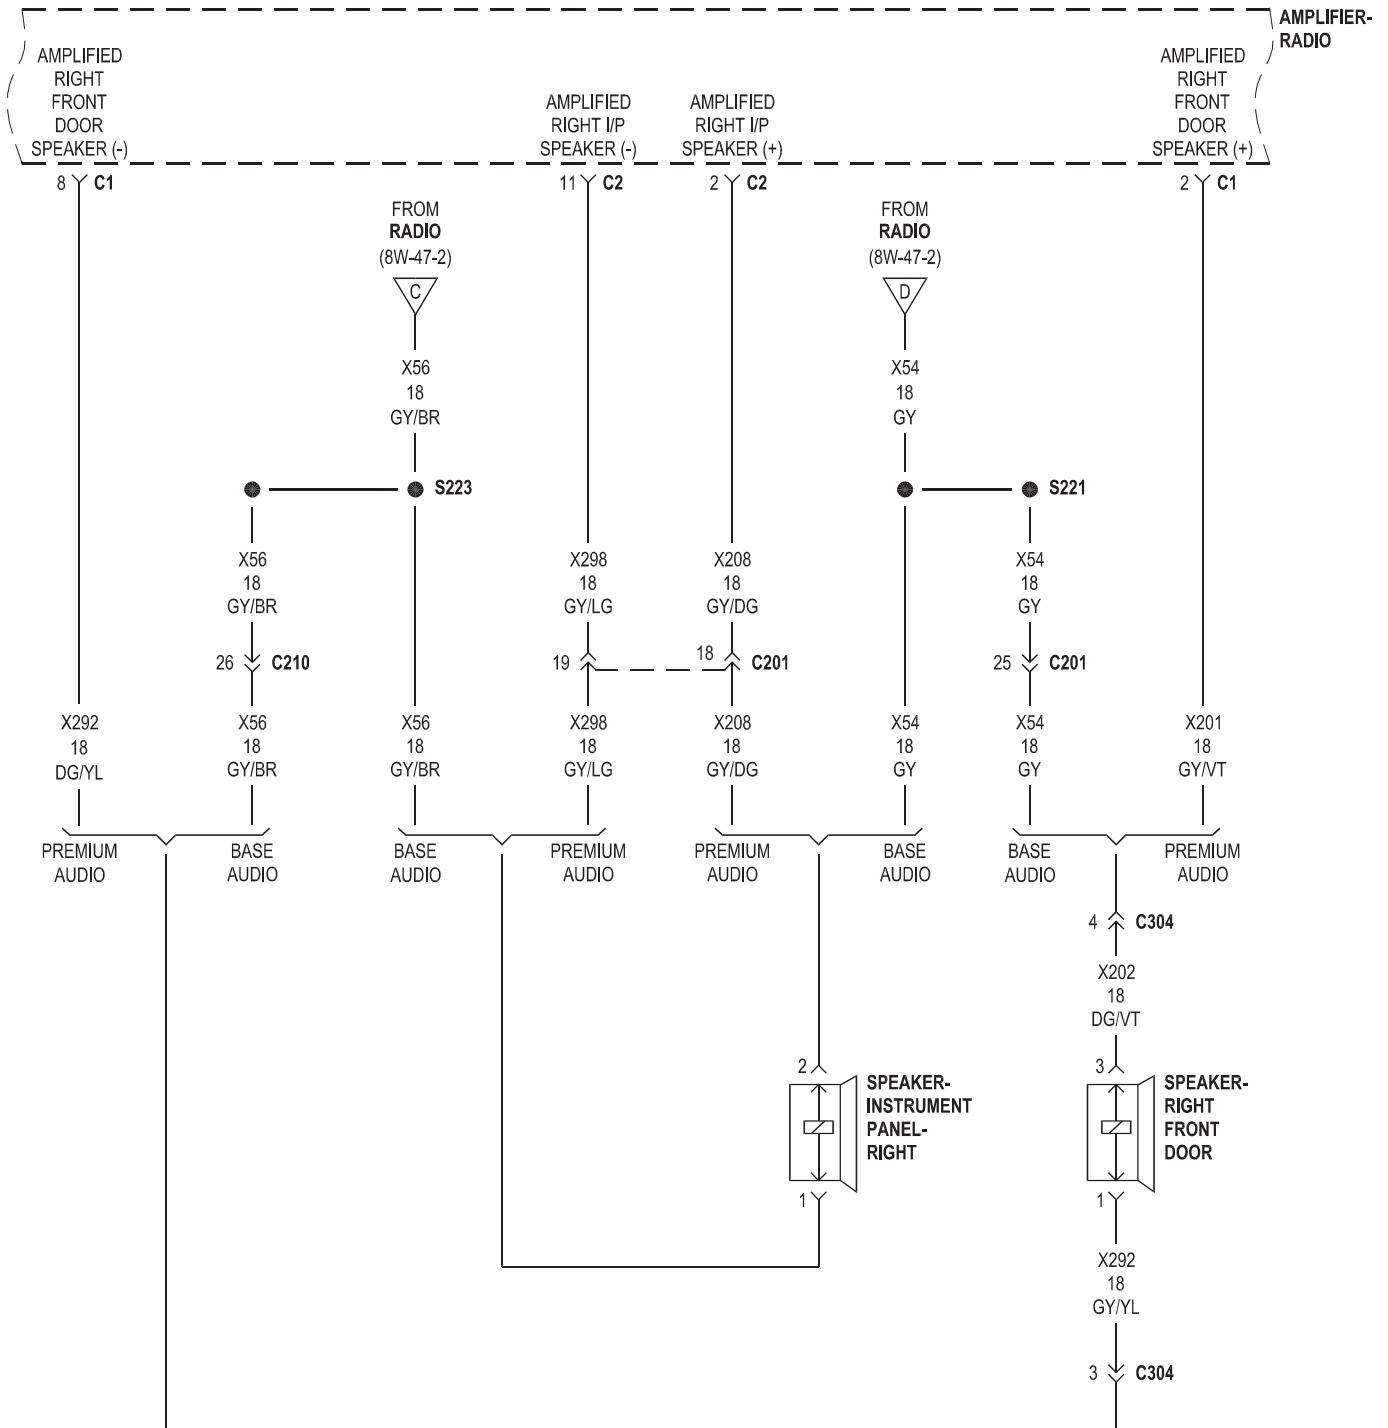 AMPLIFIER-
RADIO
AMPLIFIED
RIGHT
FRONT
DOOR
SPEAKER (-)
AMPLIFIED
RIGHT I/P
SPEAKER (-)
AMPLIFIED
RIGHT I/P
SPEAKER (+)
AMPLIFIED
RIGHT
FRONT
DOOR
SPEAKER (+)
8 C1
11 C2
2 C2
2 C1
FROM
RADIO
(8W-47-2)
C
FROM
RADIO
(8W-47-2)
D
X56
18
GY/BR
X54
18
GY
S223
S221
X56
18
GY/BR
X298
18
GY/LG
X208
18
GY/DG
X54
18
GY
26 C210
19
18 C201
25 C201
X292
18
DG/YL
X56
18
GY/BR
X56
18
GY/BR
X298
18
GY/LG
X208
18
GY/DG
X54
18
GY
X54
18
GY
X201
18
GY/VT
PREMIUM
AUDIO
BASE
AUDIO
BASE
AUDIO
PREMIUM
AUDIO
PREMIUM
AUDIO
BASE
AUDIO
BASE
AUDIO
PREMIUM
AUDIO
4 C304
X202
18
DG/VT
2
SPEAKER-
INSTRUMENT
PANEL-
RIGHT
1
3
SPEAKER-
RIGHT
FRONT
DOOR
1
X292
18
GY/YL
3 C304